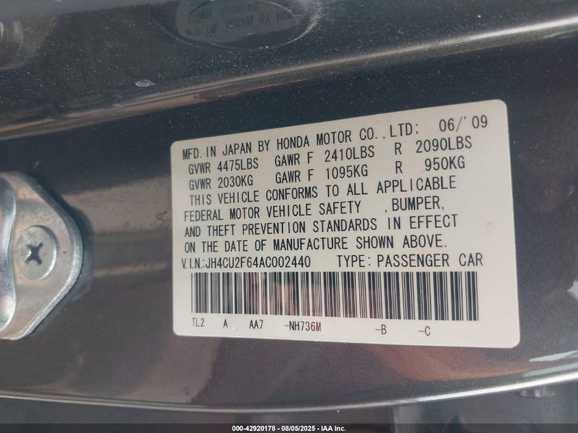 MFD. IN JAPAN BY HONDA MOTOR CO., LTD: 06/'09
GVWR 4475LBS GAWR F 2410LBS R 2090LBS
GVWR 2030KG GAWR F 1095KG R 950KG
THIS VEHICLE CONFORMS TO ALL APPLICABLE
FEDERAL MOTOR VEHICLE SAFETY , BUMPER,
AND THEFT PREVENTION STANDARDS IN EFFECT
ON THE DATE OF MANUFACTURE SHOWN ABOVE.
V.I.N.:JH4CU2F64AC002440 TYPE: PASSENGER CAR
TL2 A AA7 -NH736M -B -C
000-42920178 - 08/05/2025 - IAA Inc.